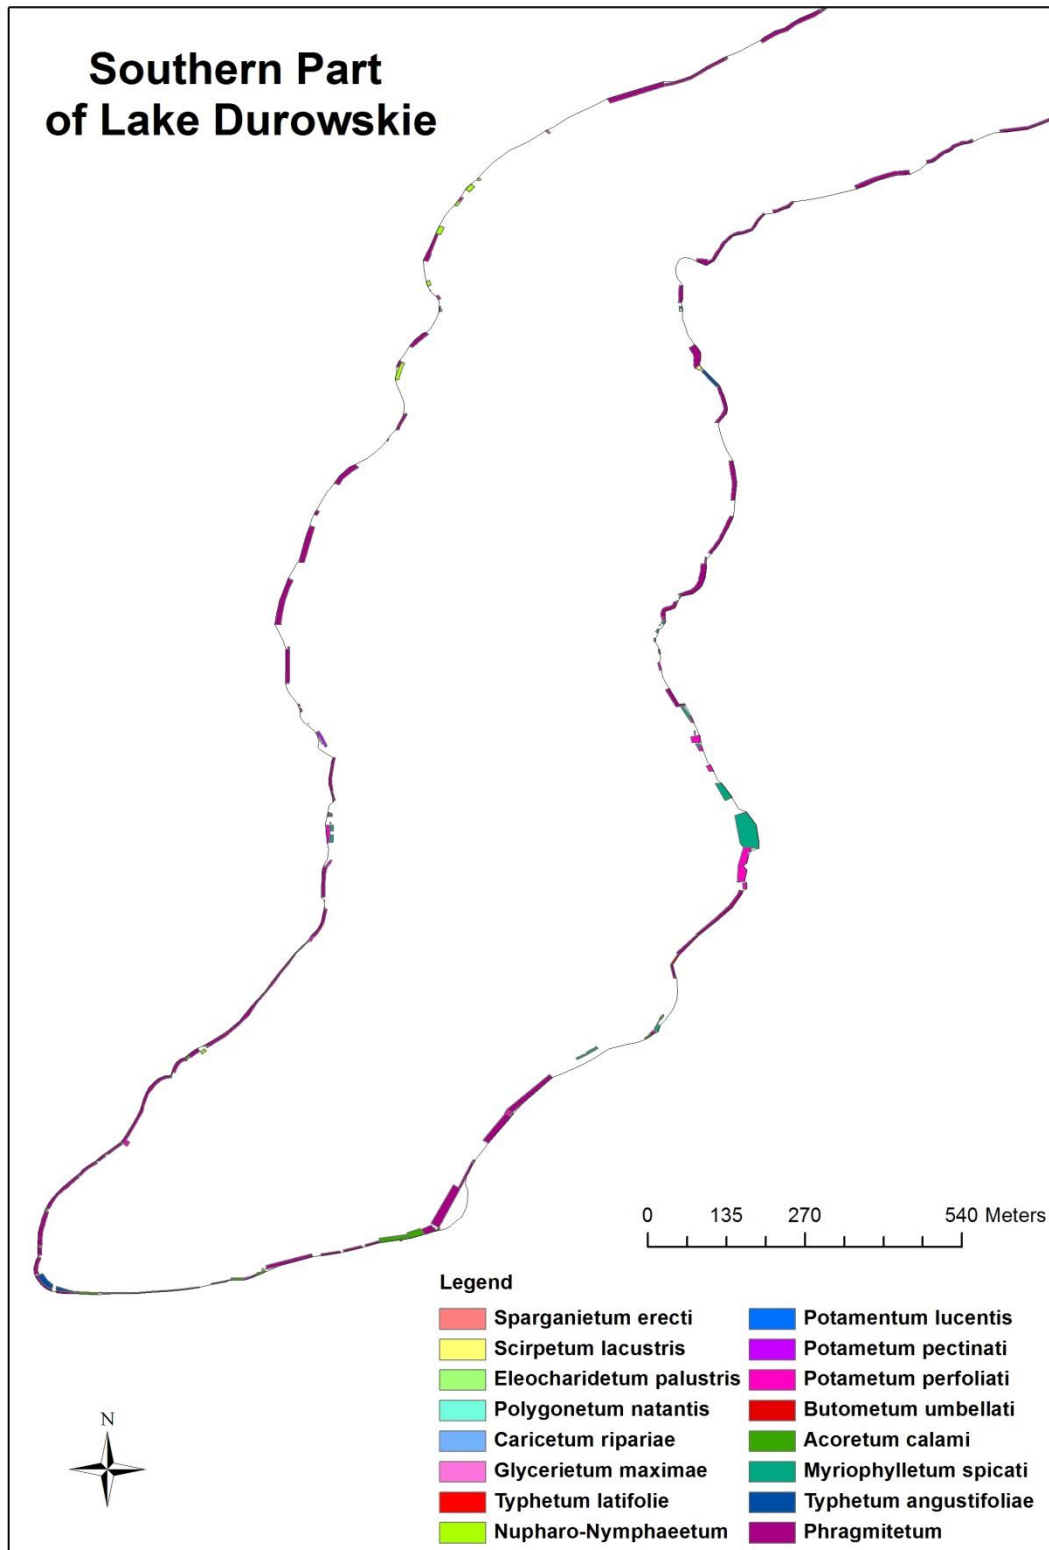 Southern Part
of Lake Durowskie
0 135 270 540 Meters
Legend
Sparganietum erecti
Scirpetum lacustris
Eleocharidetum palustris
Polygonetum natantis
Caricetum ripariae
Glycerietum maximae
Typhetum latifolie
Nupharo-Nymphaeetum
Potamentum lucentis
Potametum pectinati
Potametum perfoliati
Butometum umbellati
Acoretum calami
Myriophylletum spicati
Typhetum angustifoliae
Phragmitetum
N